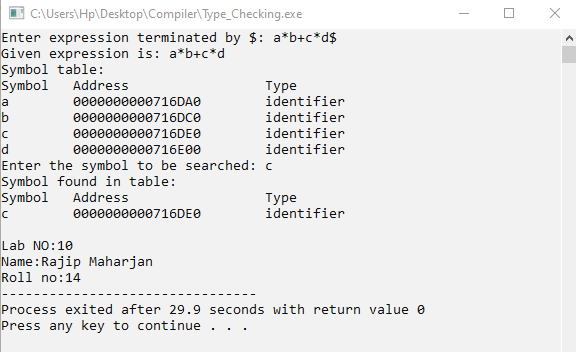 C:\Users\Hp\Desktop\Compiler\Type_Checking.exe
Enter expression terminated by $: a*b+c*d$
Given expression is: a*b+c*d
Symbol table:
Symbol   Address                 Type
a        0000000000716DA0        identifier
b        0000000000716DC0        identifier
c        0000000000716DE0        identifier
d        0000000000716E00        identifier
Enter the symbol to be searched: c
Symbol found in table:
Symbol   Address                 Type
c        0000000000716DE0        identifier
Lab NO:10
Name:Rajip Maharjan
Roll no:14
--------------------------------
Process exited after 29.9 seconds with return value 0
Press any key to continue . . .